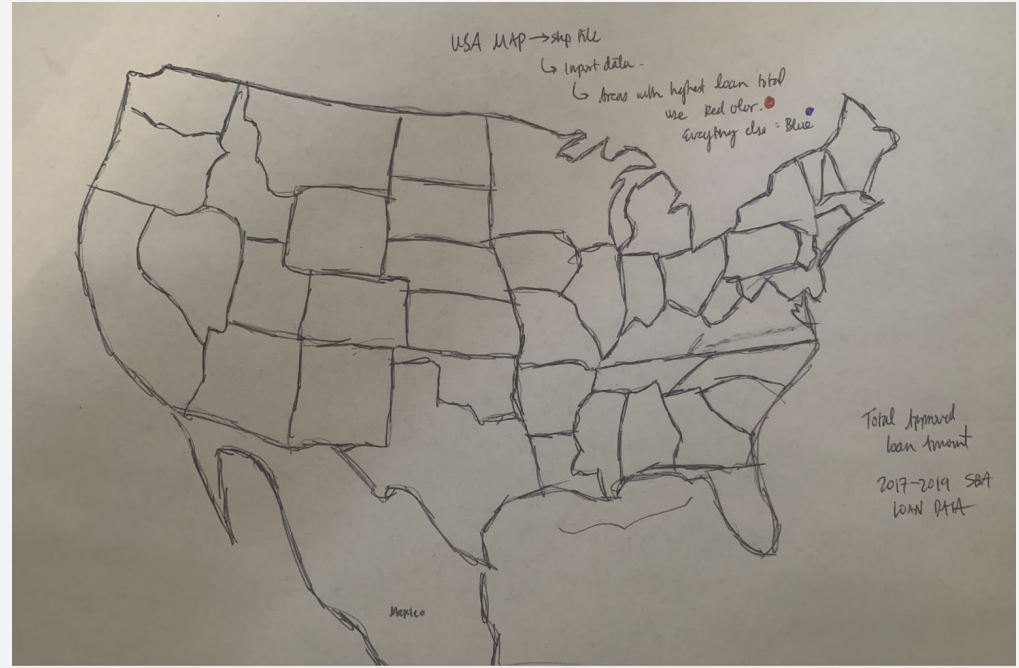 USA MAP → shp file
↳ Import data.
↳ Areas with highest loan total
use Red color.
Everything else = Blue
Total Approved
loan Amount
2017-2019 SBA
LOAN DATA
Mexico